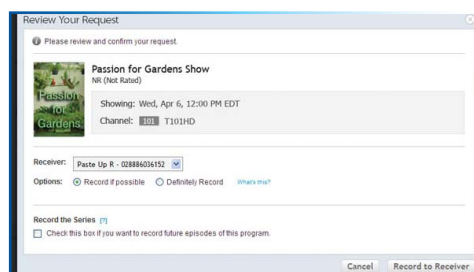 Review Your Request
Please review and confirm your request.
Passion
for
Gardens
Passion for Gardens Show
NR (Not Rated)
Showing: Wed, Apr 6, 12:00 PM EDT
Channel: 101 T101HD
Receiver: Paste Up R - 028886036152
Options: Record if possible Definitely Record What's this?
Record the Series [?]
Check this box if you want to record future episodes of this program.
Cancel Record to Receiver